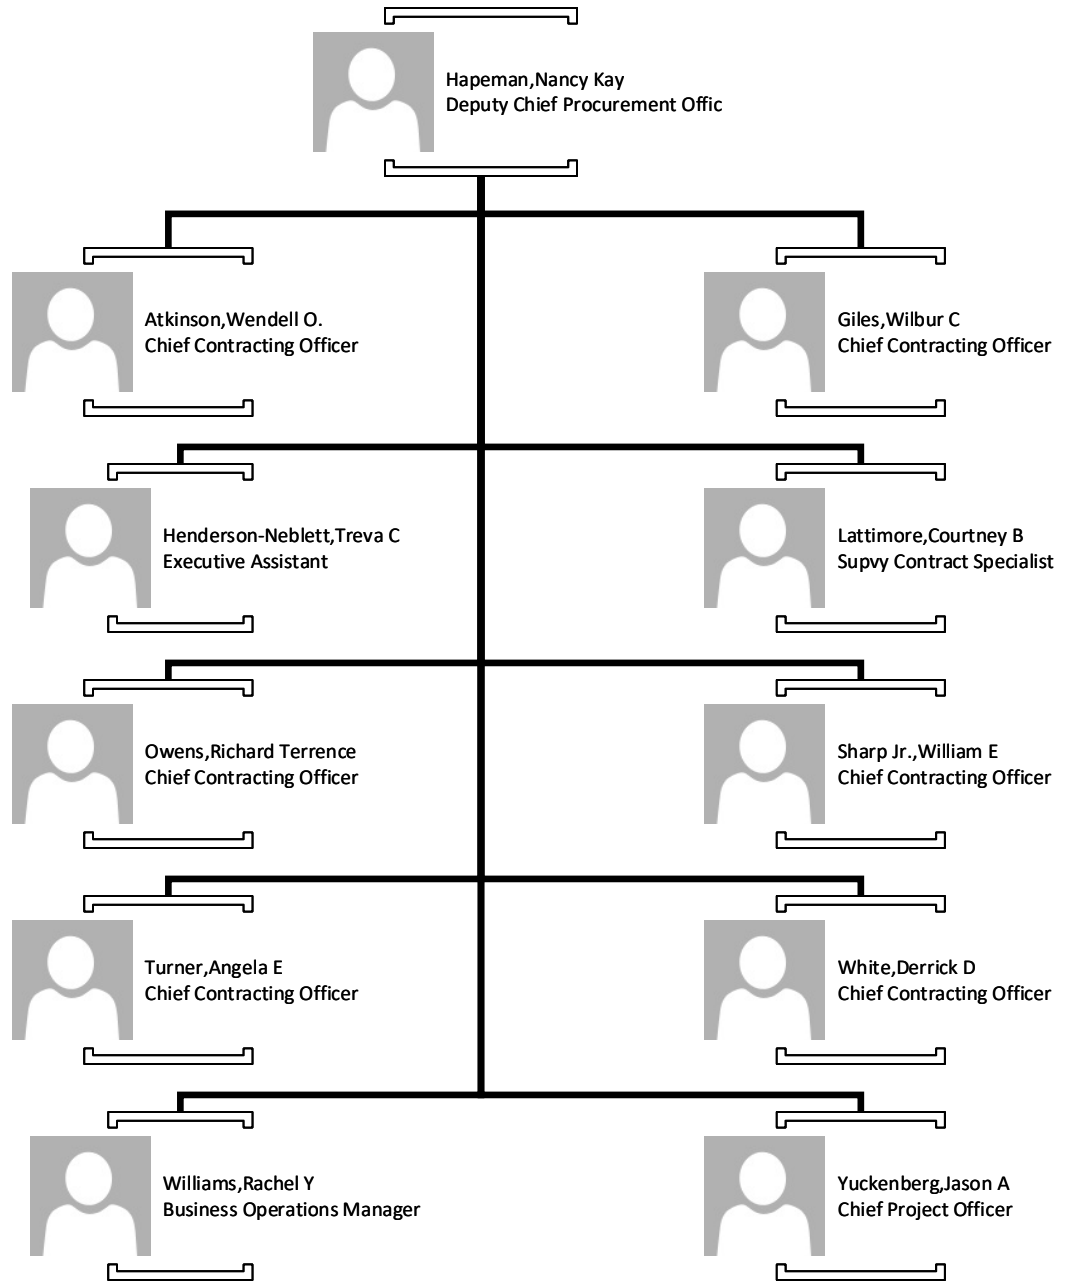 Hapeman,Nancy Kay
Deputy Chief Procurement Offic
Atkinson,Wendell O.
Chief Contracting Officer
Giles,Wilbur C
Chief Contracting Officer
Henderson-Neblett,Treva C
Executive Assistant
Lattimore,Courtney B
Supvy Contract Specialist
Owens,Richard Terrence
Chief Contracting Officer
Sharp Jr.,William E
Chief Contracting Officer
Turner,Angela E
Chief Contracting Officer
White,Derrick D
Chief Contracting Officer
Williams,Rachel Y
Business Operations Manager
Yuckenberg,Jason A
Chief Project Officer